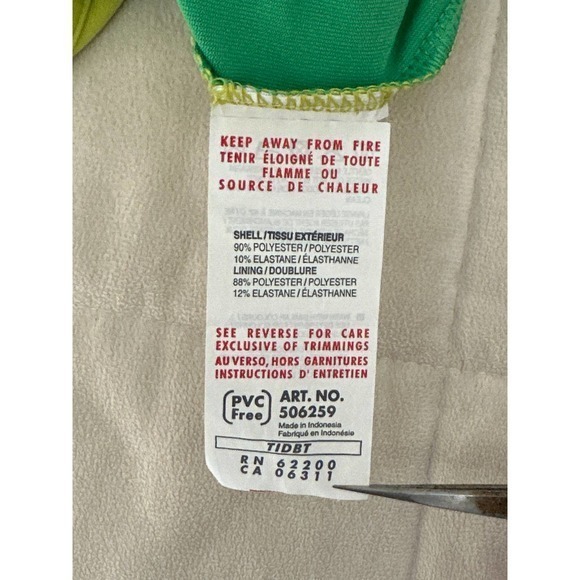 KEEP AWAY FROM FIRE
TENIR ÉLOIGNÉ DE TOUTE
FLAMME OU
SOURCE DE CHALEUR
SHELL/TISSU EXTÉRIEUR
90% POLYESTER/POLYESTER
10% ELASTANE/ÉLASTHANNE
LINING/DOUBLURE
88% POLYESTER/POLYESTER
12% ELASTANE/ÉLASTHANNE
SEE REVERSE FOR CARE
EXCLUSIVE OF TRIMMINGS
AU VERSO, HORS GARNITURES
INSTRUCTIONS D'ENTRETIEN
PVC Free
ART. NO.
506259
Made in Indonesia
Fabriqué en Indonésie
TIDBT
RN 62200
CA 06311